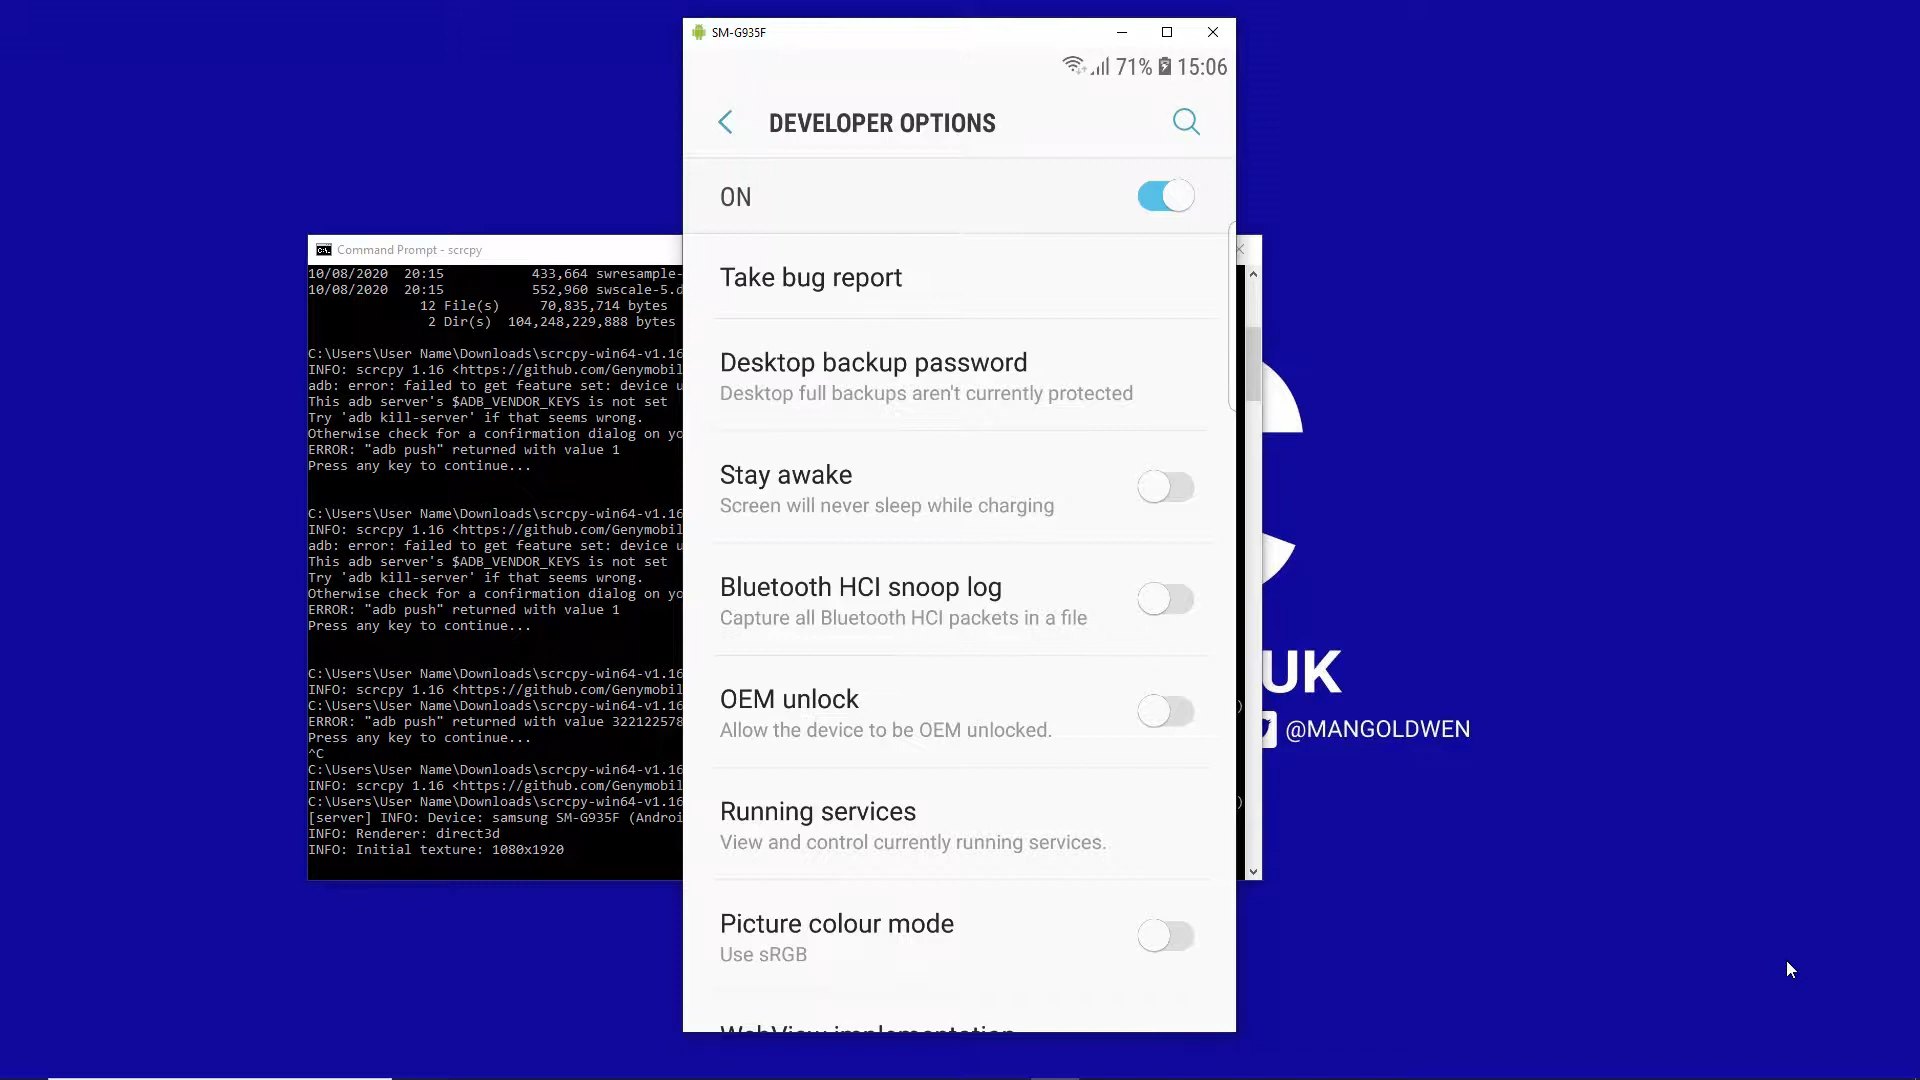 SM-G935F
71% 15:06
DEVELOPER OPTIONS
ON
Take bug report
Desktop backup password
Desktop full backups aren't currently protected
Stay awake
Screen will never sleep while charging
Bluetooth HCI snoop log
Capture all Bluetooth HCI packets in a file
OEM unlock
Allow the device to be OEM unlocked.
Running services
View and control currently running services.
Picture colour mode
Use sRGB
WebView implementation
Command Prompt - scrcpy
10/08/2020 20:15 433,664 swresample-
10/08/2020 20:15 552,960 swscale-5.d
12 File(s) 70,835,714 bytes
2 Dir(s) 104,248,229,888 bytes
C:\Users\User Name\Downloads\scrcpy-win64-v1.16
INFO: scrcpy 1.16 <https://github.com/Genymobil
adb: error: failed to get feature set: device u
This adb server's $ADB_VENDOR_KEYS is not set
Try 'adb kill-server' if that seems wrong.
Otherwise check for a confirmation dialog on yo
ERROR: "adb push" returned with value 1
Press any key to continue...
C:\Users\User Name\Downloads\scrcpy-win64-v1.16
INFO: scrcpy 1.16 <https://github.com/Genymobil
adb: error: failed to get feature set: device u
This adb server's $ADB_VENDOR_KEYS is not set
Try 'adb kill-server' if that seems wrong.
Otherwise check for a confirmation dialog on yo
ERROR: "adb push" returned with value 1
Press any key to continue...
C:\Users\User Name\Downloads\scrcpy-win64-v1.16
INFO: scrcpy 1.16 <https://github.com/Genymobil
C:\Users\User Name\Downloads\scrcpy-win64-v1.16
ERROR: "adb push" returned with value 322122578
Press any key to continue...
^C
C:\Users\User Name\Downloads\scrcpy-win64-v1.16
INFO: scrcpy 1.16 <https://github.com/Genymobil
C:\Users\User Name\Downloads\scrcpy-win64-v1.16
[server] INFO: Device: samsung SM-G935F (Androi
INFO: Renderer: direct3d
INFO: Initial texture: 1080x1920
)
)
UK
@MANGOLDWEN